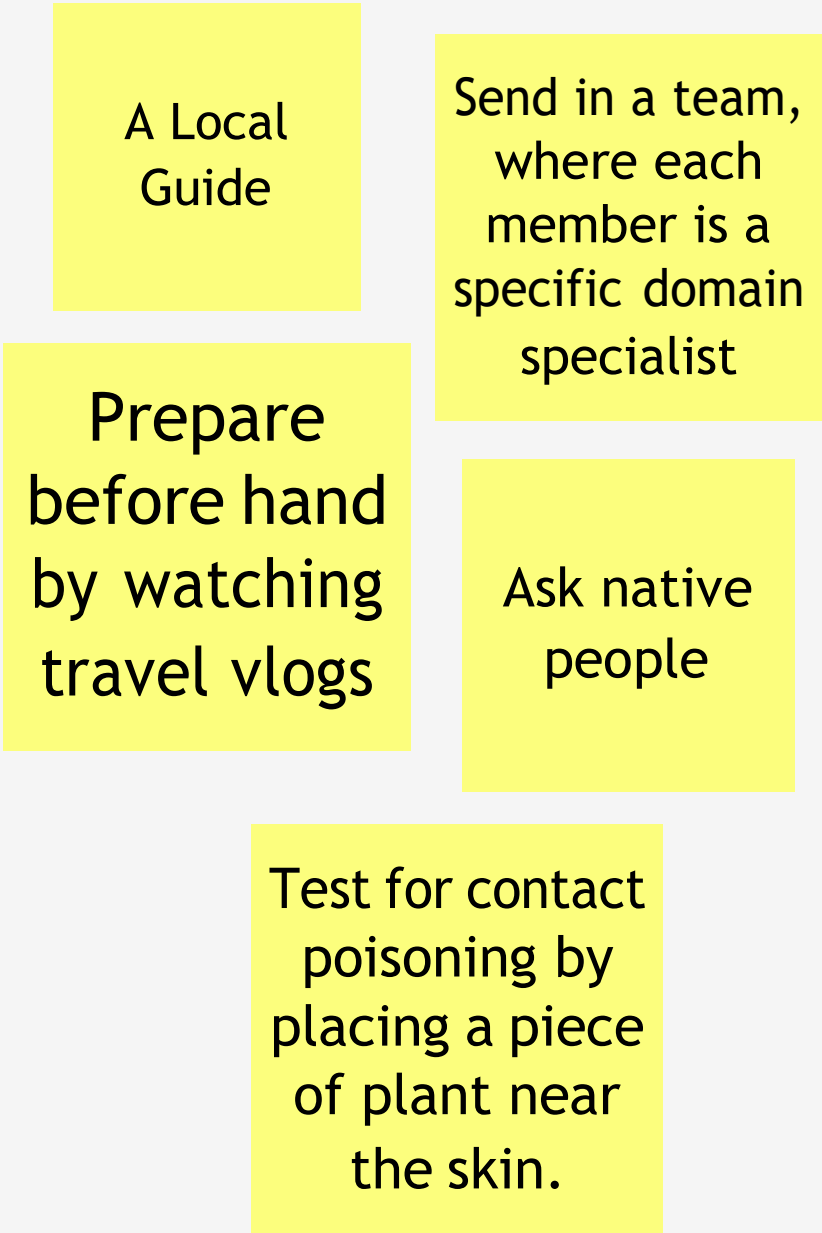 A Local
Guide
Send in a team,
where each
member is a
specific domain
specialist
Prepare
before hand
by watching
travel vlogs
Ask native
people
Test for contact
poisoning by
placing a piece
of plant near
the skin.